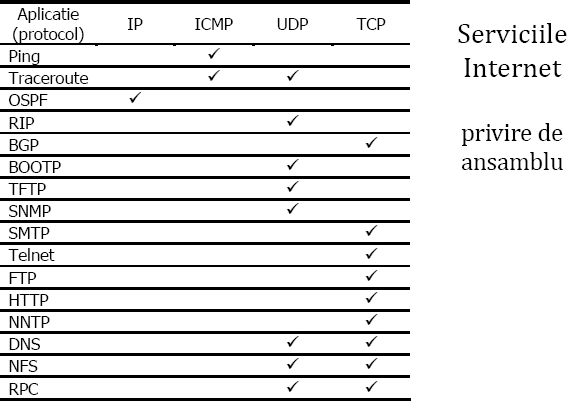 Aplicatie (protocol) IP ICMP UDP TCP
Ping ✓
Traceroute ✓ ✓
OSPF ✓
RIP ✓
BGP ✓
BOOTP ✓
TFTP ✓
SNMP ✓
SMTP ✓
Telnet ✓
FTP ✓
HTTP ✓
NNTP ✓
DNS ✓ ✓
NFS ✓ ✓
RPC ✓ ✓
Serviciile
Internet
privire de
ansamblu